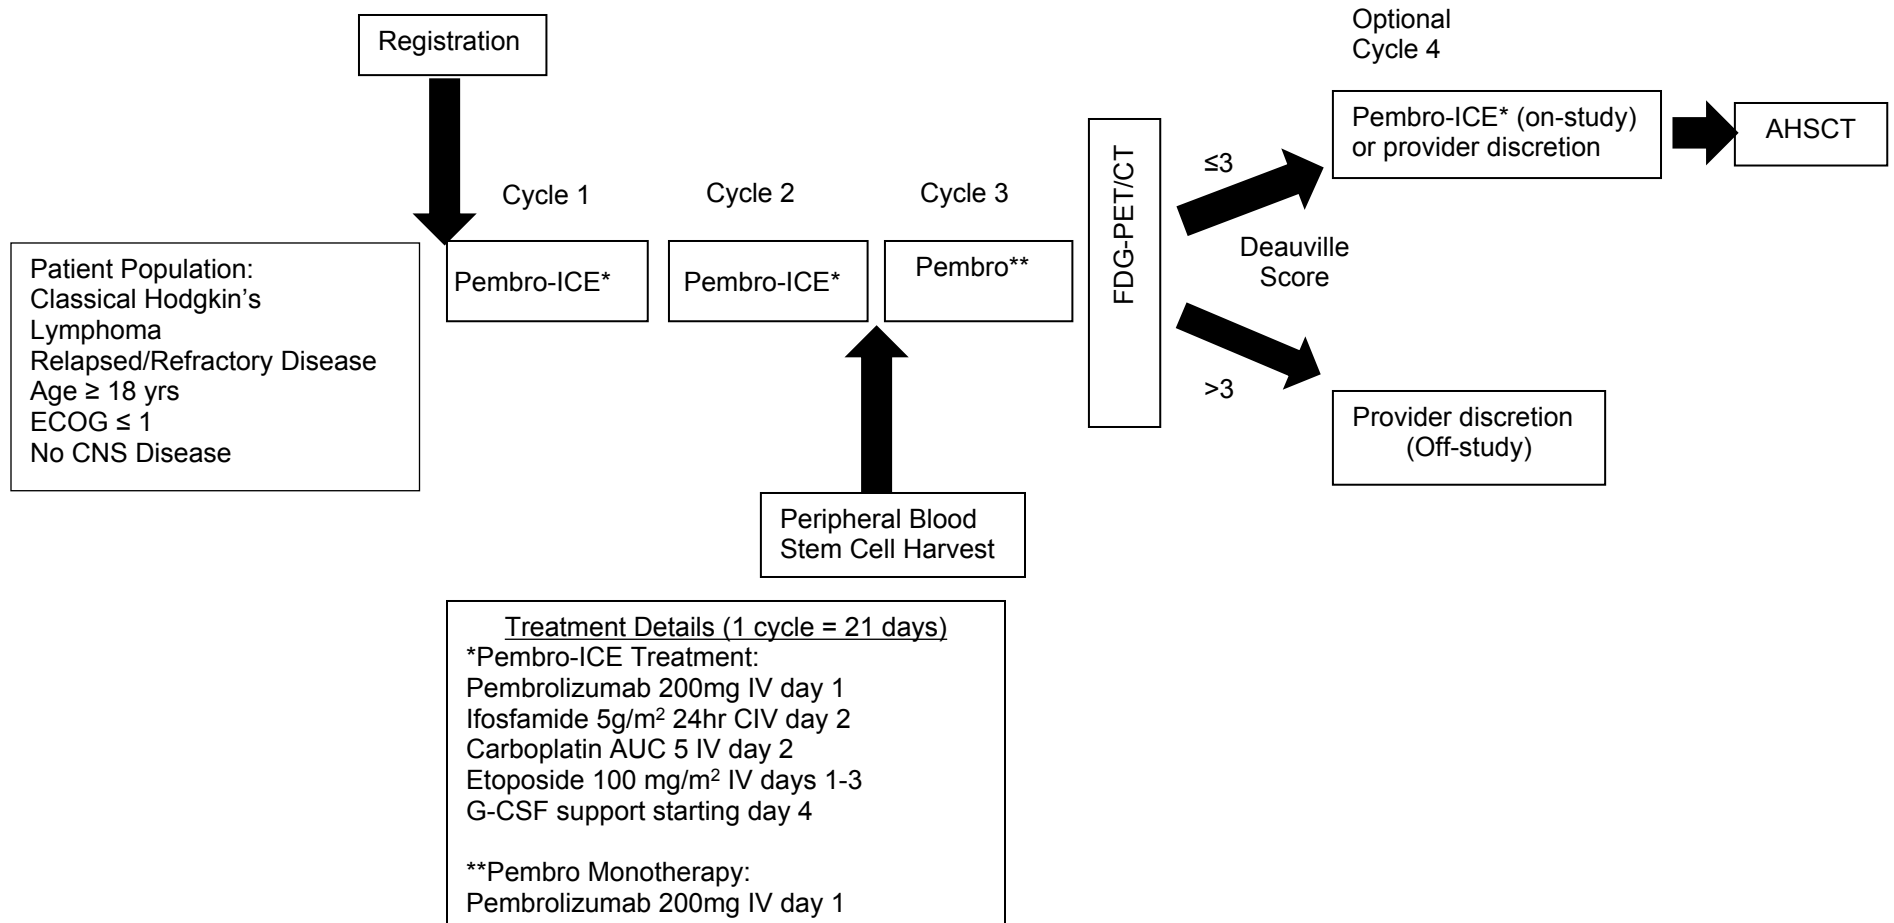 Registration
Patient Population:
Classical Hodgkin's
Lymphoma
Relapsed/Refractory Disease
Age ≥ 18 yrs
ECOG ≤ 1
No CNS Disease
Cycle 1
Pembro-ICE*
Cycle 2
Pembro-ICE*
Cycle 3
Pembro**
Peripheral Blood
Stem Cell Harvest
FDG-PET/CT
≤3
Deauville
Score
>3
Optional
Cycle 4
Pembro-ICE* (on-study)
or provider discretion
AHSCT
Provider discretion
(Off-study)
Treatment Details (1 cycle = 21 days)
*Pembro-ICE Treatment:
Pembrolizumab 200mg IV day 1
Ifosfamide 5g/m² 24hr CIV day 2
Carboplatin AUC 5 IV day 2
Etoposide 100 mg/m² IV days 1-3
G-CSF support starting day 4
**Pembro Monotherapy:
Pembrolizumab 200mg IV day 1